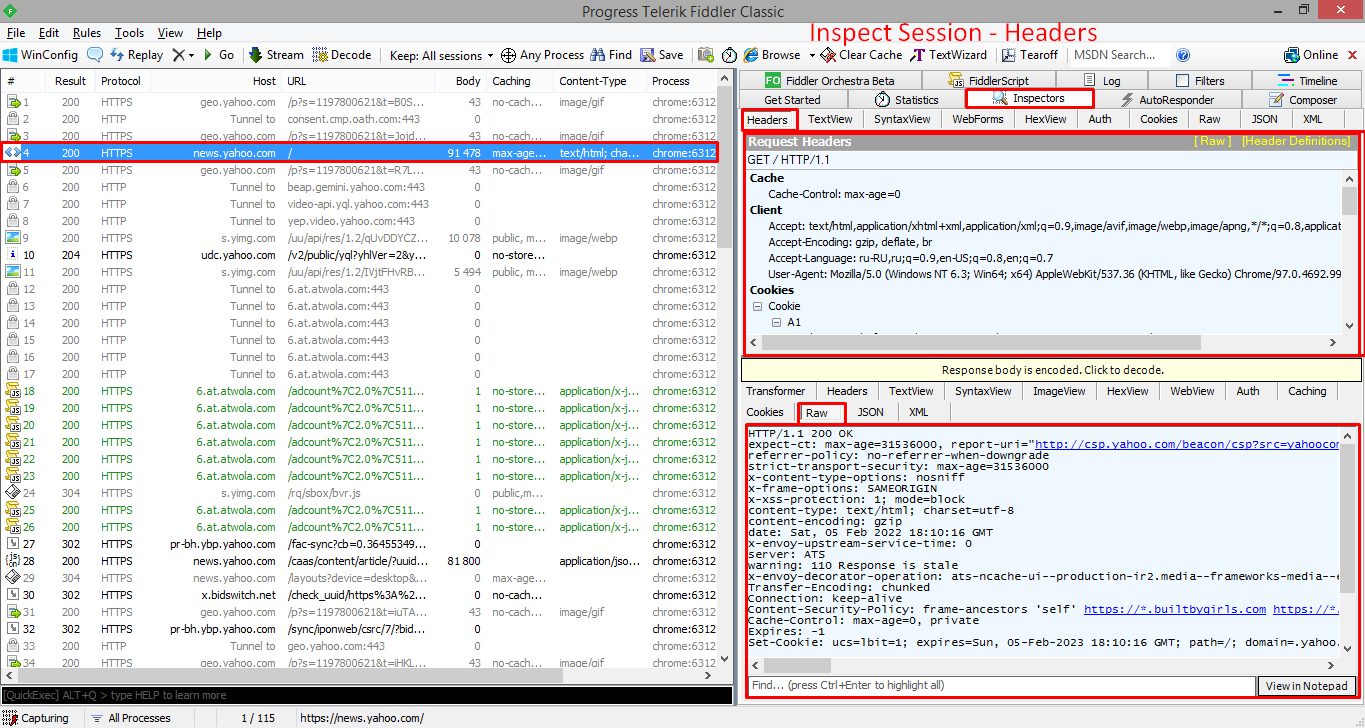 Progress Telerik Fiddler Classic
File Edit Rules Tools View Help
Inspect Session - Headers
WinConfig Replay Go Stream Decode Keep: All sessions Any Process Find Save Browse Clear Cache TextWizard Tearoff MSDN Search... Online
# Result Protocol Host URL Body Caching Content-Type Process
1 200 HTTPS geo.yahoo.com /p?s=1197800621&t=B0S... 43 no-cach... image/gif chrome:6312
2 200 HTTP Tunnel to consent.cmp.oath.com:443 0 chrome:6312
3 200 HTTPS geo.yahoo.com /p?s=1197800621&t=Jojd... 43 no-cach... image/gif chrome:6312
4 200 HTTPS news.yahoo.com / 91 478 max-age... text/html; cha... chrome:6312
5 200 HTTPS geo.yahoo.com /p?s=1197800621&t=R7L... 43 no-cach... image/gif chrome:6312
6 200 HTTP Tunnel to beap.gemini.yahoo.com:443 0 chrome:6312
7 200 HTTP Tunnel to video-api.yql.yahoo.com:443 0 chrome:6312
8 200 HTTP Tunnel to yep.video.yahoo.com:443 0 chrome:6312
9 200 HTTPS s.yimg.com /uu/api/res/1.2/qUvDDYCZ... 10 078 public, m... image/webp chrome:6312
10 204 HTTPS udc.yahoo.com /v2/public/yql?yhlVer=2&y... 0 no-store... chrome:6312
11 200 HTTPS s.yimg.com /uu/api/res/1.2/IVjtFHvRB... 5 494 public, m... image/webp chrome:6312
12 200 HTTP Tunnel to 6.at.atwola.com:443 0 chrome:6312
13 200 HTTP Tunnel to 6.at.atwola.com:443 0 chrome:6312
14 200 HTTP Tunnel to 6.at.atwola.com:443 0 chrome:6312
15 200 HTTP Tunnel to 6.at.atwola.com:443 0 chrome:6312
16 200 HTTP Tunnel to 6.at.atwola.com:443 0 chrome:6312
17 200 HTTP Tunnel to 6.at.atwola.com:443 0 chrome:6312
18 200 HTTPS 6.at.atwola.com /adcount%7C2.0%7C511... 1 no-store... application/x-j... chrome:6312
19 200 HTTPS 6.at.atwola.com /adcount%7C2.0%7C511... 1 no-store... application/x-j... chrome:6312
20 200 HTTPS 6.at.atwola.com /adcount%7C2.0%7C511... 1 no-store... application/x-j... chrome:6312
21 200 HTTPS 6.at.atwola.com /adcount%7C2.0%7C511... 1 no-store... application/x-j... chrome:6312
22 200 HTTPS 6.at.atwola.com /adcount%7C2.0%7C511... 1 no-store... application/x-j... chrome:6312
23 200 HTTPS 6.at.atwola.com /adcount%7C2.0%7C511... 1 no-store... application/x-j... chrome:6312
24 304 HTTPS s.yimg.com /rq/sbox/bvr.js 0 public,m... chrome:6312
25 200 HTTPS 6.at.atwola.com /adcount%7C2.0%7C511... 1 no-store... application/x-j... chrome:6312
26 200 HTTPS 6.at.atwola.com /adcount%7C2.0%7C511... 1 no-store... application/x-j... chrome:6312
27 302 HTTPS pr-bh.ybp.yahoo.com /fac-sync?cb=0.36455349... 0 chrome:6312
28 200 HTTPS news.yahoo.com /caas/content/article/?uuid... 81 800 application/jso... chrome:6312
29 304 HTTPS news.yahoo.com /layouts?device=desktop&... 0 max-age... chrome:6312
30 302 HTTPS x.bidswitch.net /check_uuid/https%3A%2... 0 chrome:6312
31 200 HTTPS geo.yahoo.com /p?s=1197800621&t=iUTA... 43 no-cach... image/gif chrome:6312
32 302 HTTPS pr-bh.ybp.yahoo.com /sync/iponweb/csrc/7/?bid... 0 chrome:6312
33 200 HTTP Tunnel to geo.yahoo.com:443 0 chrome:6312
34 200 HTTPS geo.yahoo.com /p?s=1197800621&t=iHKL... 43 no-cach... image/gif chrome:6312
[QuickExec] ALT+Q > type HELP to learn more
Capturing All Processes 1 / 115 https://news.yahoo.com/
FO Fiddler Orchestra Beta FiddlerScript Log Filters Timeline
Get Started Statistics Inspectors AutoResponder Composer
Headers TextView SyntaxView WebForms HexView Auth Cookies Raw JSON XML
Request Headers [ Raw ] [Header Definitions]
GET / HTTP/1.1
Cache
Cache-Control: max-age=0
Client
Accept: text/html,application/xhtml+xml,application/xml;q=0.9,image/avif,image/webp,image/apng,*/*;q=0.8,applicat
Accept-Encoding: gzip, deflate, br
Accept-Language: ru-RU,ru;q=0.9,en-US;q=0.8,en;q=0.7
User-Agent: Mozilla/5.0 (Windows NT 6.3; Win64; x64) AppleWebKit/537.36 (KHTML, like Gecko) Chrome/97.0.4692.99
Cookies
Cookie
A1
Response body is encoded. Click to decode.
Transformer Headers TextView SyntaxView ImageView HexView WebView Auth Caching
Cookies Raw JSON XML
HTTP/1.1 200 OK
expect-ct: max-age=31536000, report-uri="http://csp.yahoo.com/beacon/csp?src=yahoocom
referrer-policy: no-referrer-when-downgrade
strict-transport-security: max-age=31536000
x-content-type-options: nosniff
x-frame-options: SAMEORIGIN
x-xss-protection: 1; mode=block
content-type: text/html; charset=utf-8
content-encoding: gzip
date: Sat, 05 Feb 2022 18:10:16 GMT
x-envoy-upstream-service-time: 0
server: ATS
warning: 110 Response is stale
x-envoy-decorator-operation: ats-ncache-ui--production-ir2.media--frameworks-media--e
Transfer-Encoding: chunked
Connection: keep-alive
Content-Security-Policy: frame-ancestors 'self' https://*.builtbygirls.com https://*.
Cache-Control: max-age=0, private
Expires: -1
Set-Cookie: ucs=lbit=1; expires=Sun, 05-Feb-2023 18:10:16 GMT; path=/; domain=.yahoo.
Find... (press Ctrl+Enter to highlight all) View in Notepad